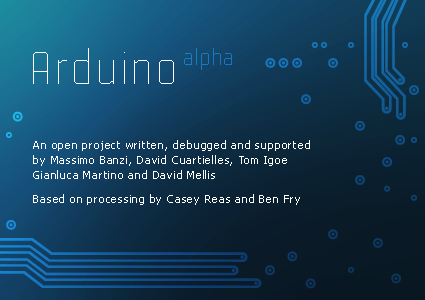 Arduino alpha
An open project written, debugged and supported
by Massimo Banzi, David Cuartielles, Tom Igoe
Gianluca Martino and David Mellis
Based on processing by Casey Reas and Ben Fry